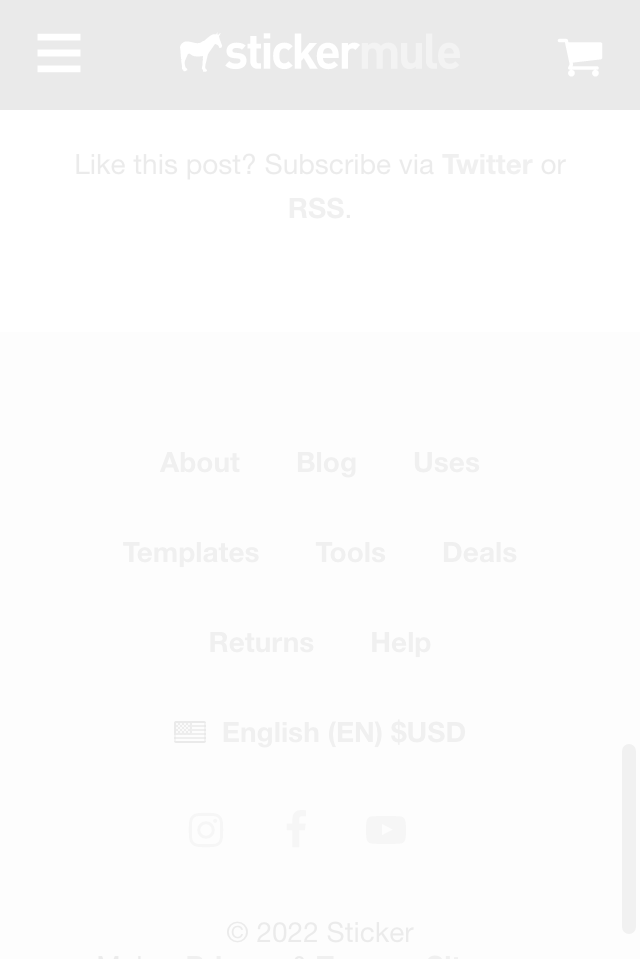 stickermule
Like this post? Subscribe via Twitter or
RSS.
About Blog Uses
Templates Tools Deals
Returns Help
English (EN) $USD
© 2022 Sticker